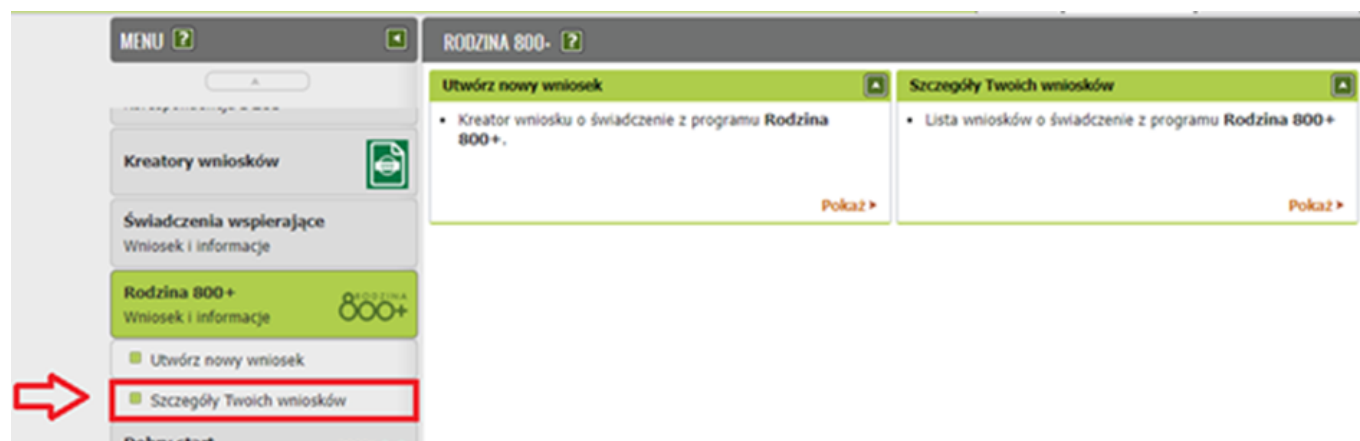 MENU ?
RODZINA 800+ ?
Kreatory wniosków
Świadczenia wspierające
Wniosek i informacje
Rodzina 800+
Wniosek i informacje
RODZINA
800+
Utwórz nowy wniosek
Szczegóły Twoich wniosków
Utwórz nowy wniosek
• Kreator wniosku o świadczenie z programu Rodzina
800+.
Pokaż
Szczegóły Twoich wniosków
• Lista wniosków o świadczenie z programu Rodzina 800+
Pokaż